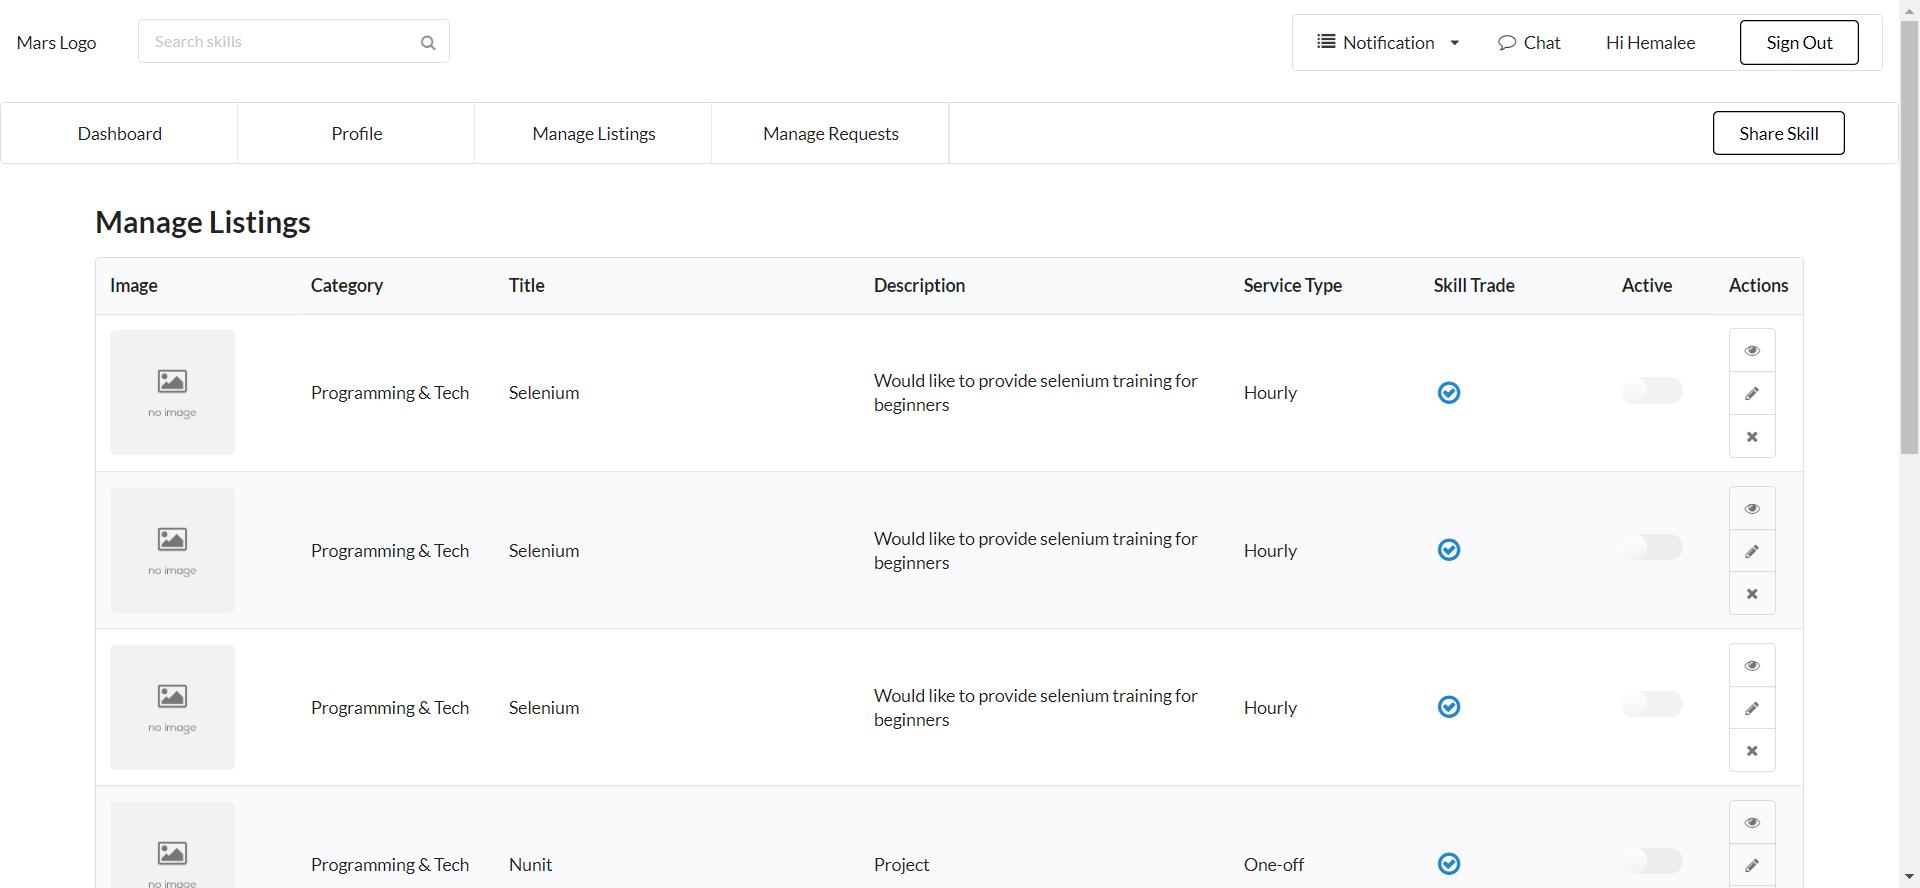 Mars Logo
Search skills
Notification
Chat
Hi Hemalee
Sign Out
Dashboard
Profile
Manage Listings
Manage Requests
Share Skill
Manage Listings
Image Category Title Description Service Type Skill Trade Active Actions
no image
Programming & Tech
Selenium
Would like to provide selenium training for
beginners
Hourly
no image
Programming & Tech
Selenium
Would like to provide selenium training for
beginners
Hourly
no image
Programming & Tech
Selenium
Would like to provide selenium training for
beginners
Hourly
no image
Programming & Tech
Nunit
Project
One-off